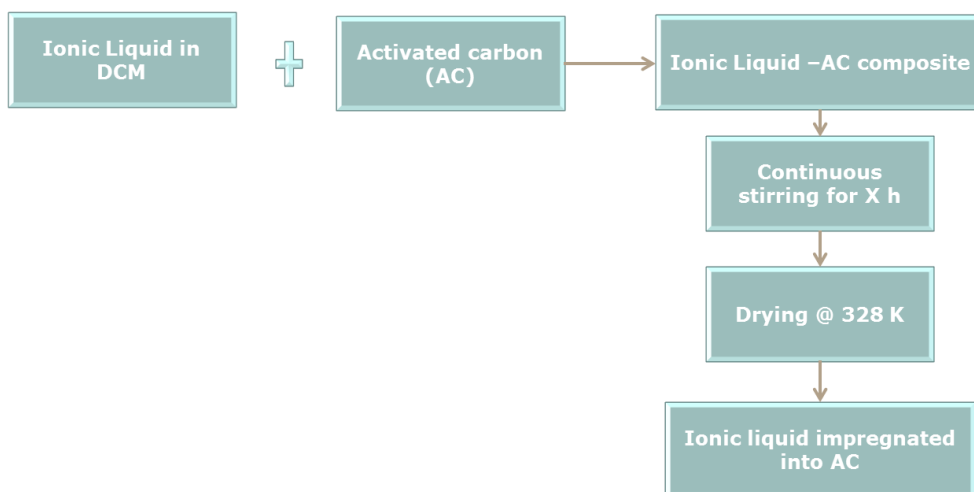 Ionic Liquid in
DCM
Activated carbon
(AC)
Ionic Liquid –AC composite
Continuous
stirring for X h
Drying @ 328 K
Ionic liquid impregnated
into AC